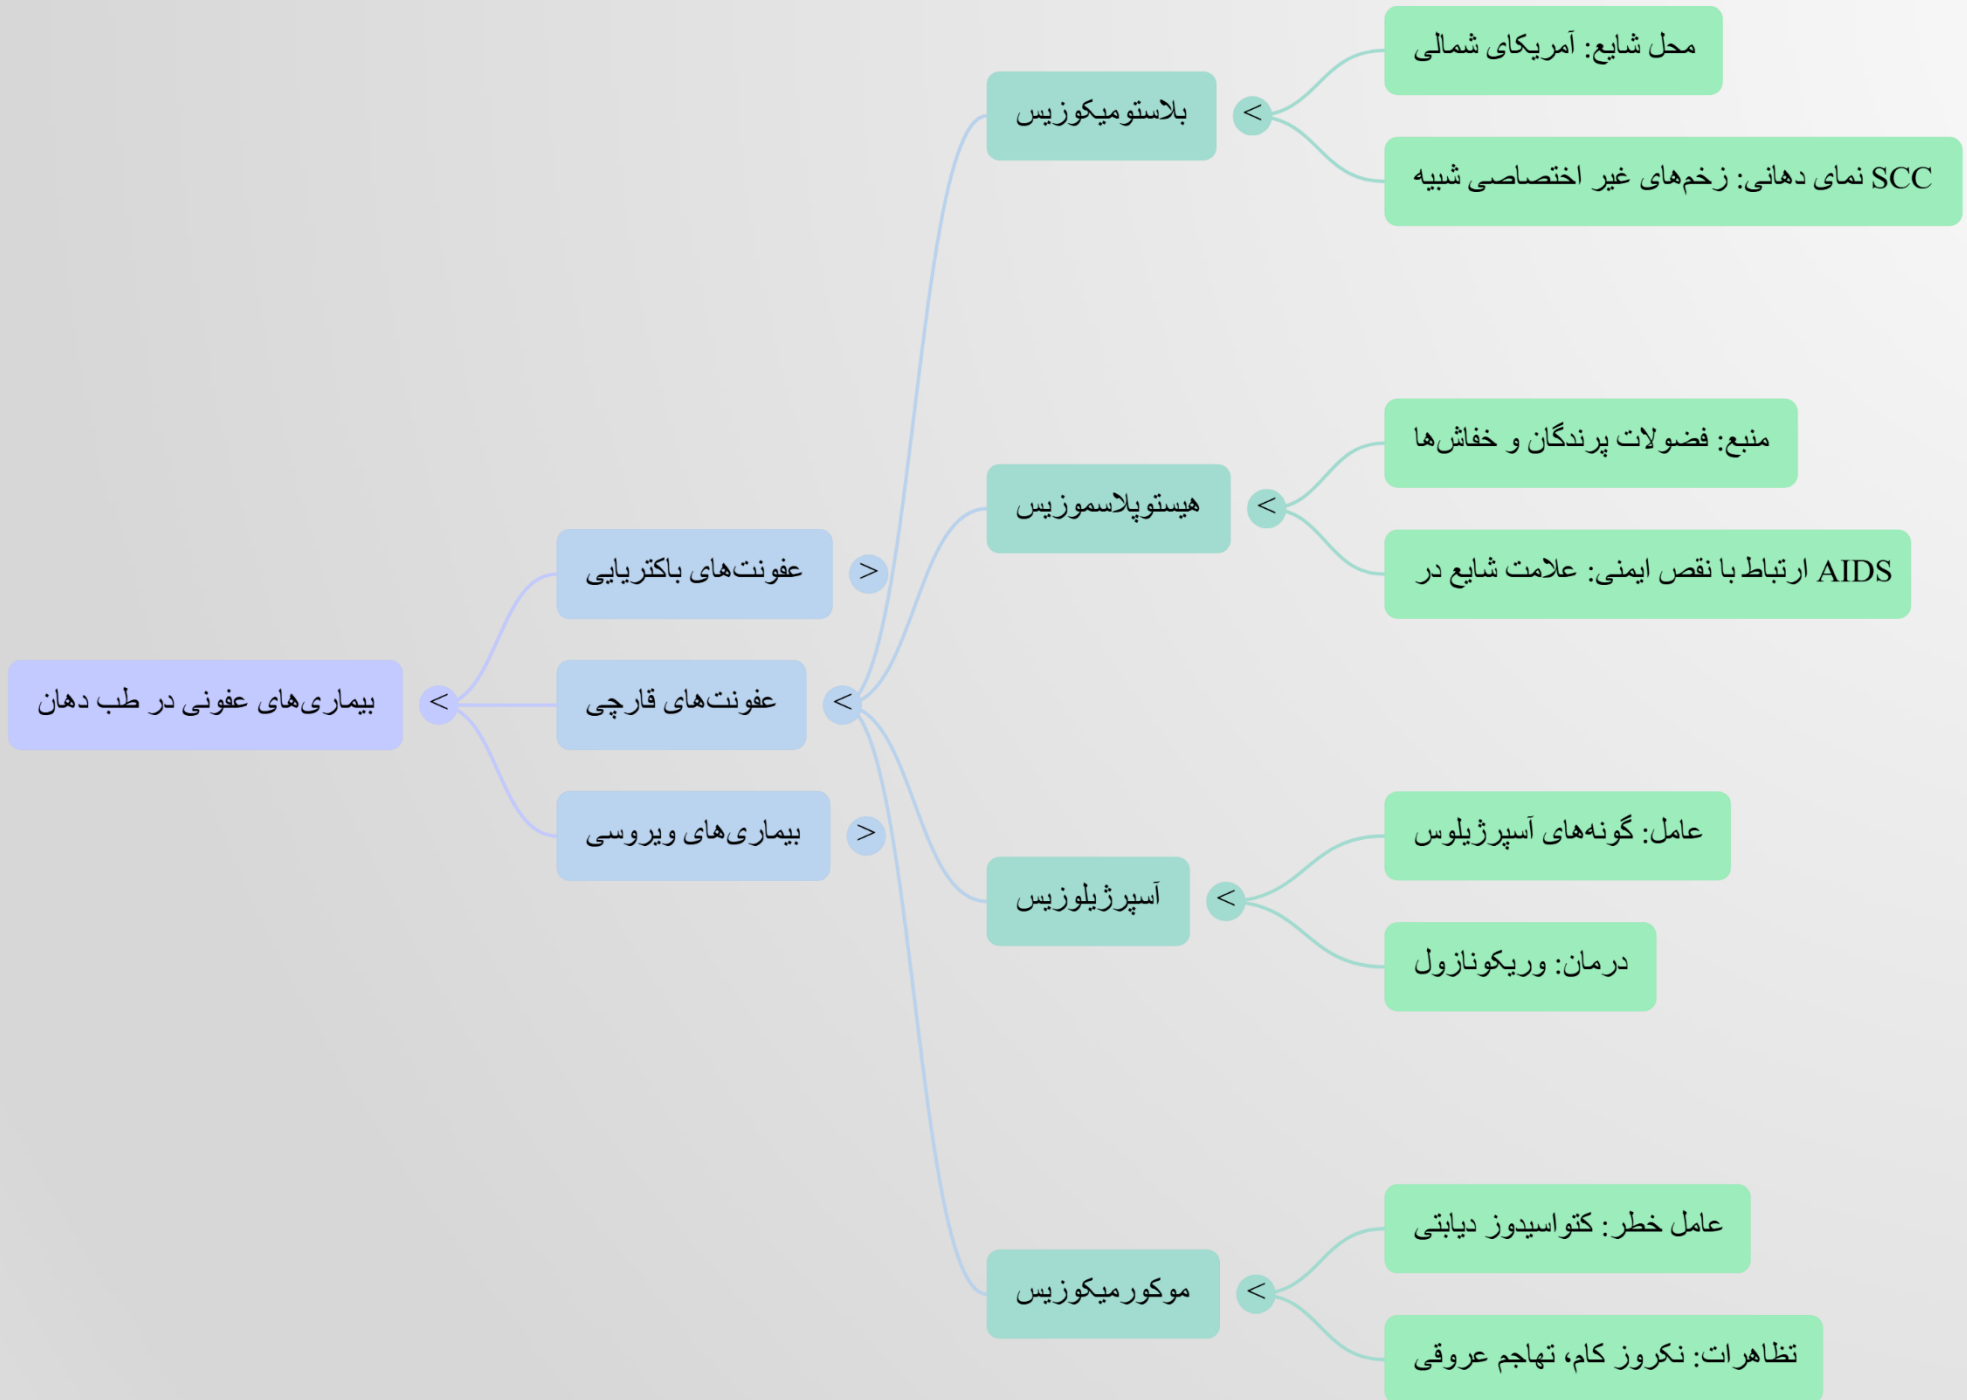 بیماری‌های عفونی در طب دهان
عفونت‌های باکتریایی
عفونت‌های قارچی
بیماری‌های ویروسی
بلاستومیکوزیس
محل شایع: آمریکای شمالی
نمای دهانی: زخم‌های غیر اختصاصی شبیه SCC
هیستوپلاسموزیس
منبع: فضولات پرندگان و خفاش‌ها
ارتباط با نقص ایمنی: علامت شایع در AIDS
آسپرژیلوزیس
عامل: گونه‌های آسپرژیلوس
درمان: وریکونازول
موکورمیکوزیس
عامل خطر: کتواسیدوز دیابتی
تظاهرات: نکروز کام، تهاجم عروقی